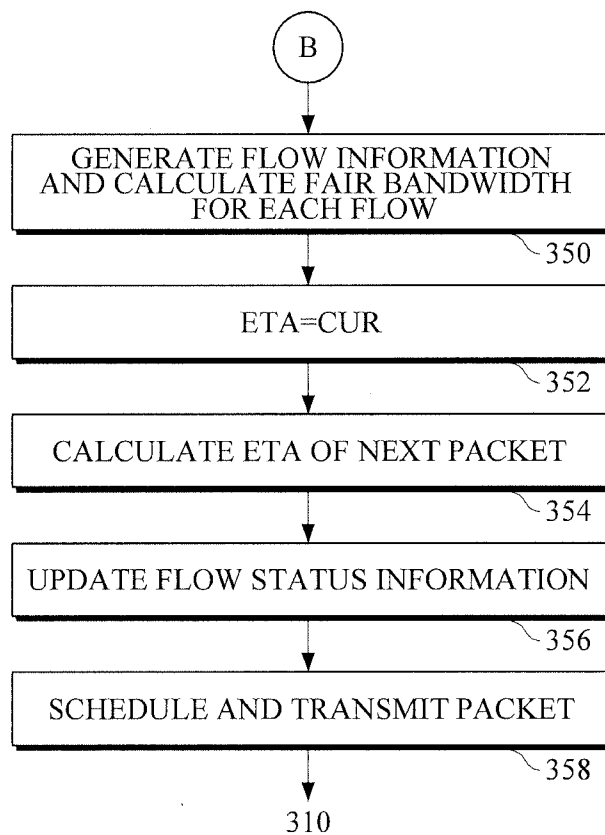 B
GENERATE FLOW INFORMATION
AND CALCULATE FAIR BANDWIDTH
FOR EACH FLOW
350
ETA=CUR
352
CALCULATE ETA OF NEXT PACKET
354
UPDATE FLOW STATUS INFORMATION
356
SCHEDULE AND TRANSMIT PACKET
358
310